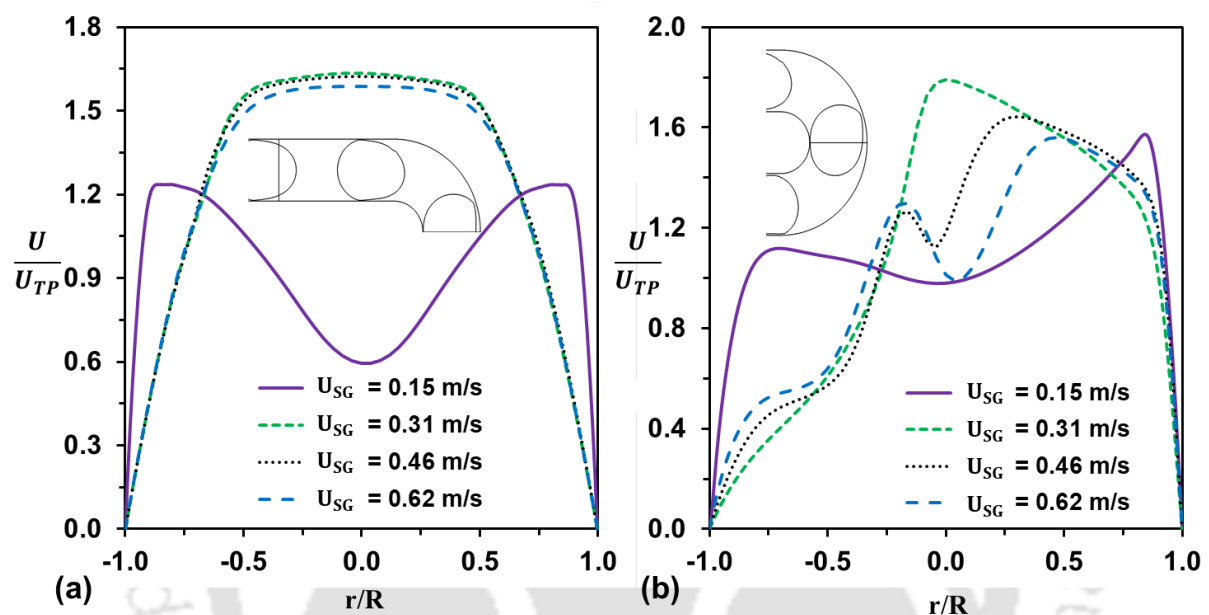 (a)
1.8
1.5
1.2
0.9
0.6
0.3
0.0
U
U_TP
-1.0
-0.5
0.0
0.5
1.0
r/R
U_SG = 0.15 m/s
U_SG = 0.31 m/s
U_SG = 0.46 m/s
U_SG = 0.62 m/s
(b)
2.0
1.6
1.2
0.8
0.4
0.0
U
U_TP
-1.0
-0.5
0.0
0.5
1.0
r/R
U_SG = 0.15 m/s
U_SG = 0.31 m/s
U_SG = 0.46 m/s
U_SG = 0.62 m/s